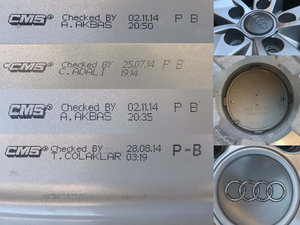 CMS Checked BY 02.11.14 P B
A.AKBAS 20:50
CMS Checked BY 25.07.14 P B
C.ADALI 19:14
CMS Checked BY 02.11.14 P B
A.AKBAS 20:35
CMS Checked BY 28.08.14 P-B
T.COLAKLAR 03:19